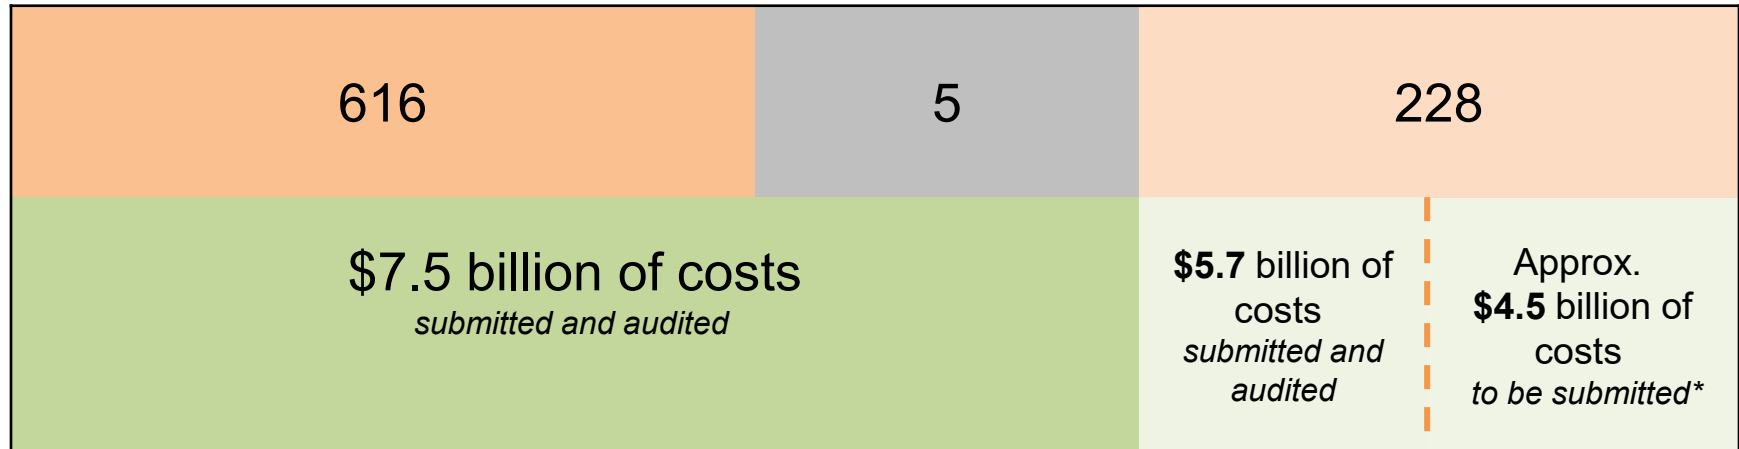 616
5
228
$7.5 billion of costs
submitted and audited
$5.7 billion of
costs
submitted and
audited
Approx.
$4.5 billion of
costs
to be submitted*